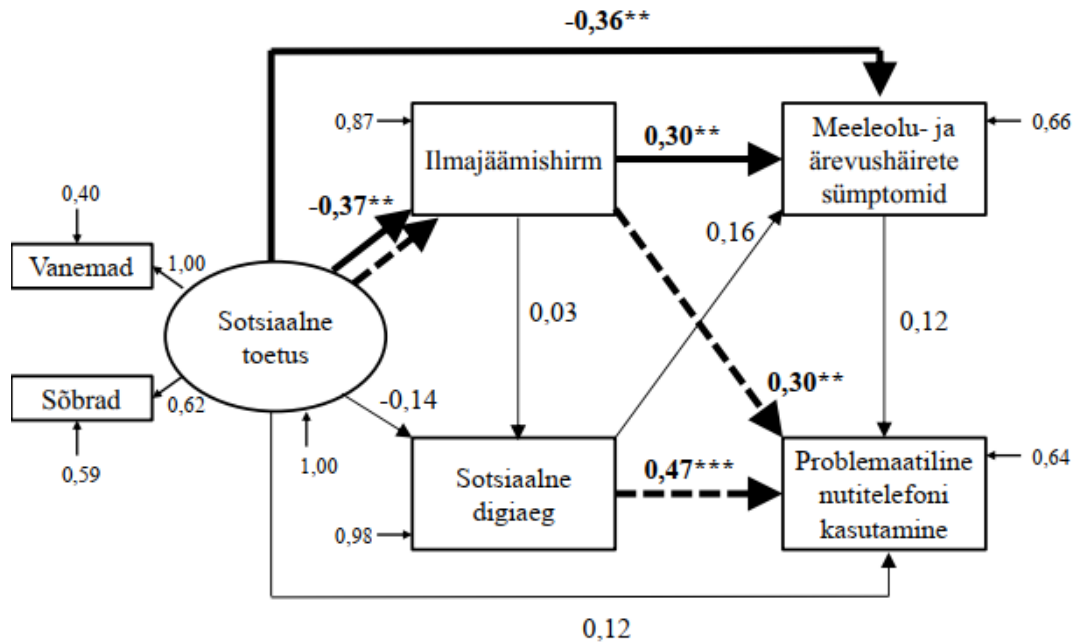 -0,36**
0,87
Ilmajäämishirm
0,30**
Meeleolu- ja
ärevushäirete
sümptomid
0,66
0,40
-0,37**
Vanemad
1,00
0,16
Sotsiaalne
toetus
0,03
0,12
Sõbrad
0,62
-0,14
0,30**
0,59
1,00
Sotsiaalne
digiaeg
0,47***
Problemaatiline
nutitelefoni
kasutamine
0,64
0,98
0,12